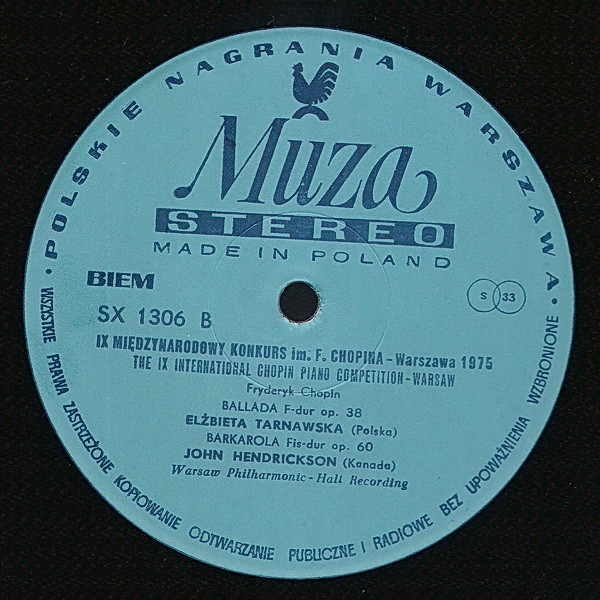 • POLSKIE NAGRANIA WARSZAWA •
Muza
STEREO
MADE IN POLAND
BIEM
S 33
SX 1306 B
IX MIĘDZYNARODOWY KONKURS im. F. CHOPINA - Warszawa 1975
THE IX INTERNATIONAL CHOPIN PIANO COMPETITION - WARSAW
Fryderyk Chopin
BALLADA F-dur op. 38
ELŻBIETA TARNAWSKA (Polska)
BARKAROLA Fis-dur op. 60
JOHN HENDRICKSON (Kanada)
Warsaw Philharmonic - Hall Recording
WSZYSTKIE PRAWA ZASTRZEŻONE KOPIOWANIE ODTWARZANIE PUBLICZNE I RADIOWE BEZ UPOWAŻNIENIA WZBRONIONE